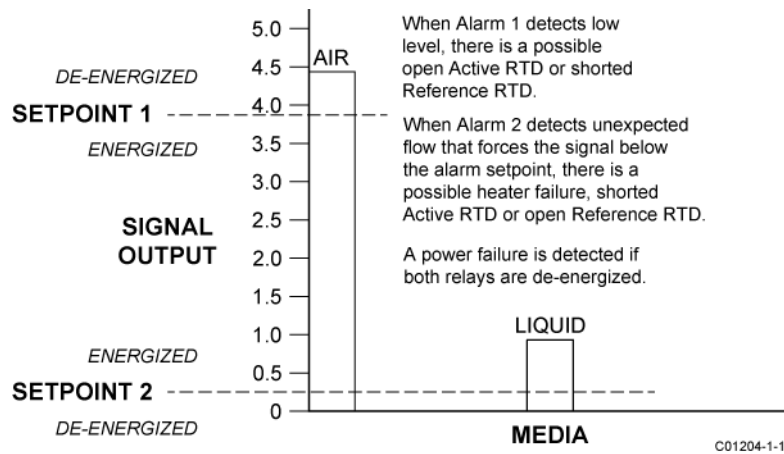 5.0
When Alarm 1 detects low
level, there is a possible
open Active RTD or shorted
Reference RTD.
AIR
4.5
DE-ENERGIZED
4.0
SETPOINT 1
When Alarm 2 detects unexpected
flow that forces the signal below
the alarm setpoint, there is a
possible heater failure, shorted
Active RTD or open Reference RTD.
3.5
ENERGIZED
3.0
2.5
SIGNAL
OUTPUT
2.0
A power failure is detected if
both relays are de-energized.
1.5
LIQUID
1.0
ENERGIZED
0.5
SETPOINT 2
0
DE-ENERGIZED
MEDIA
C01204-1-1